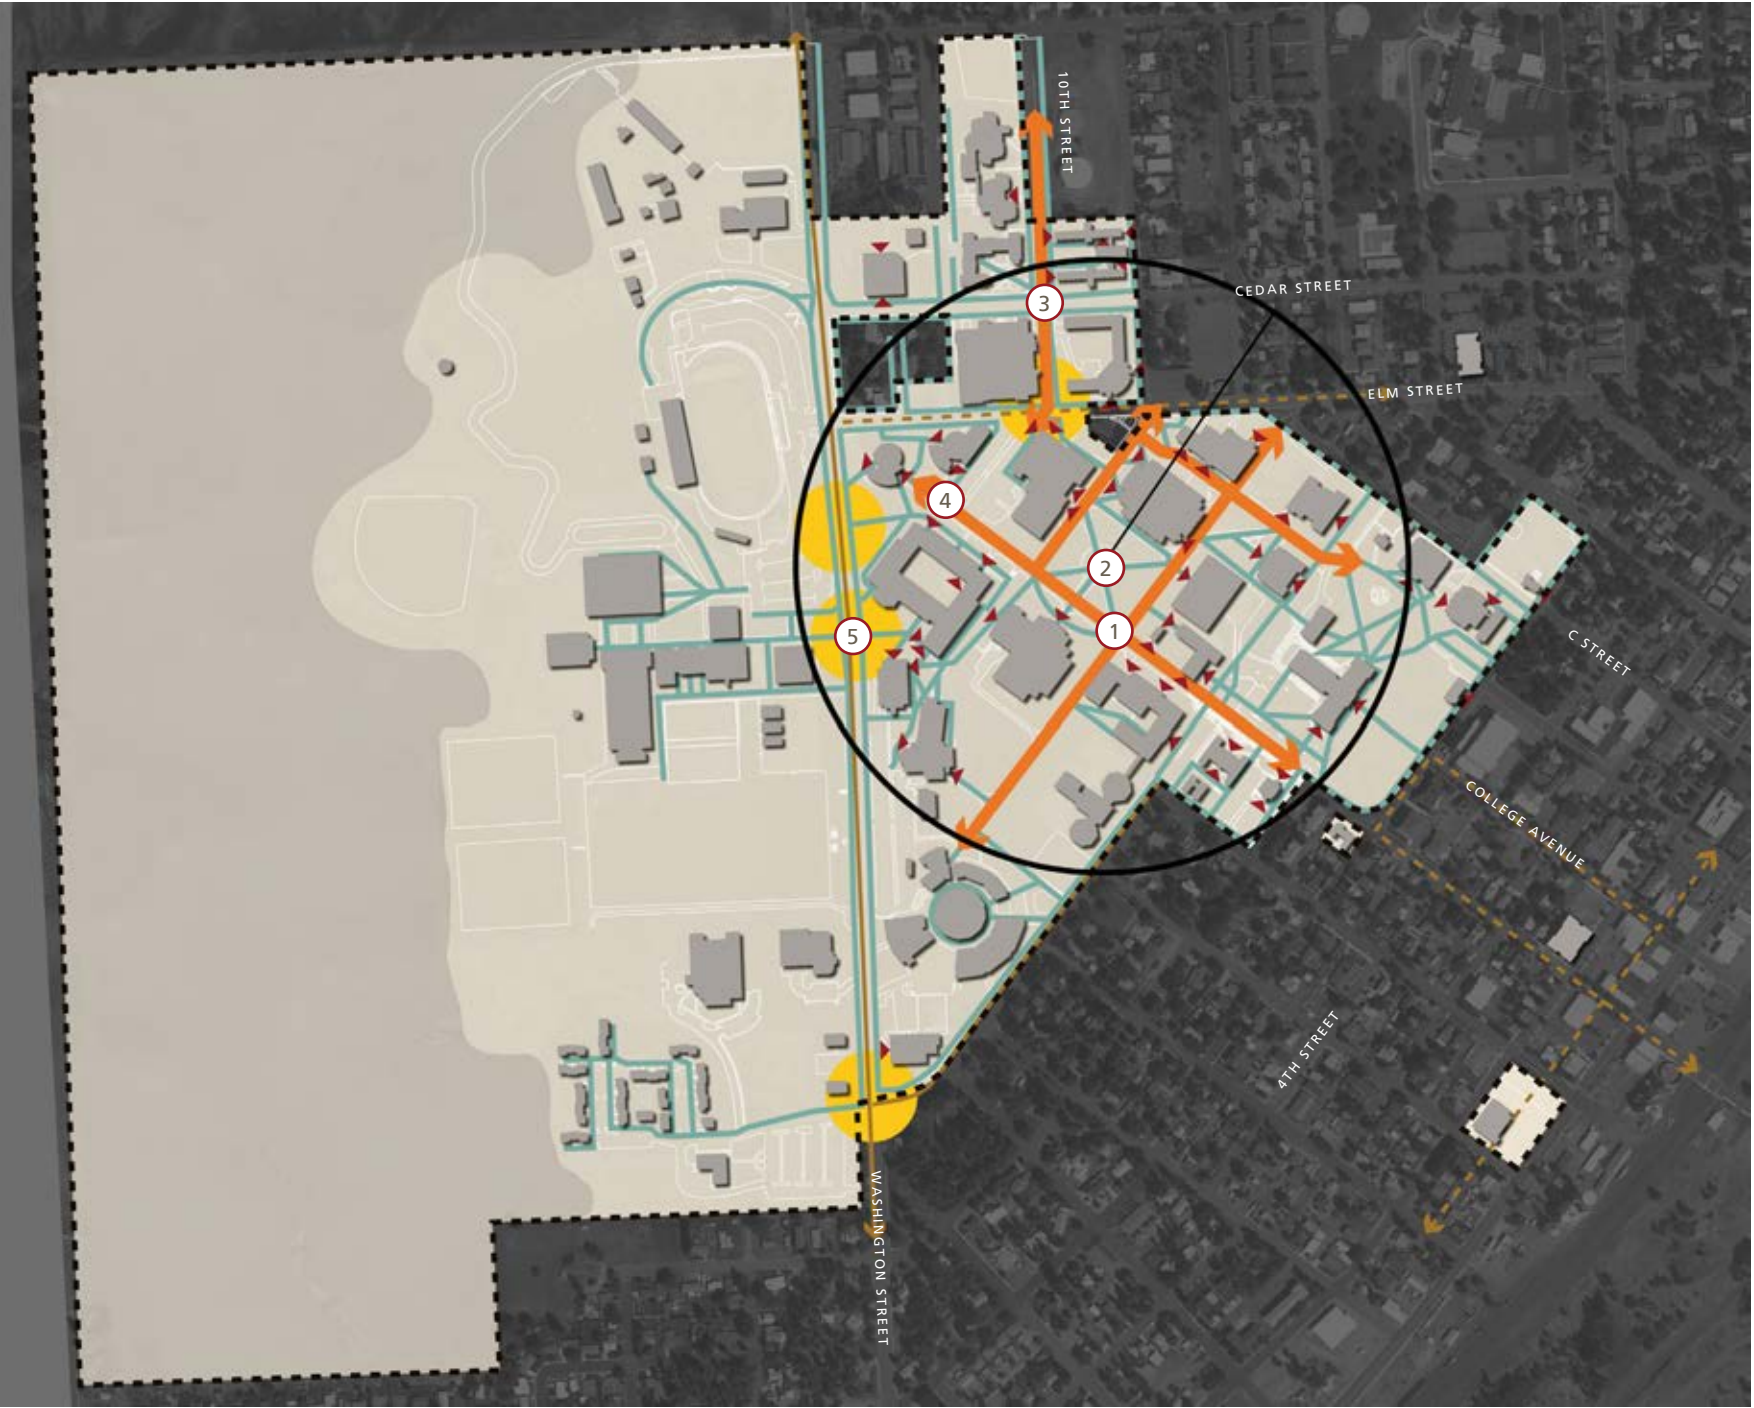 10TH STREET
3
CEDAR STREET
ELM STREET
4
2
1
5
C STREET
COLLEGE AVENUE
4TH STREET
WASHINGTON STREET